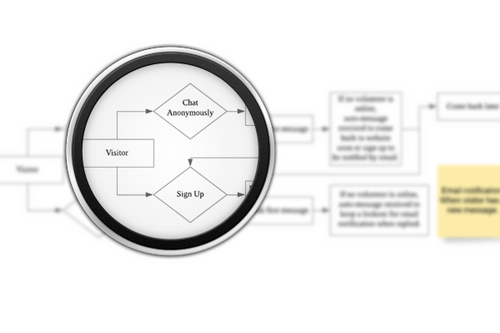 Chat
Anonymously
Visitor
Sign Up
Visitor
message
If no volunteer is
online,
auto-message
received to come
back to website
soon or sign up to
be notified by email.
Come back later
first message
If no volunteer is online,
auto-message received to
keep a lookout for email
notification when replied.
Email notification
When visitor has
new message